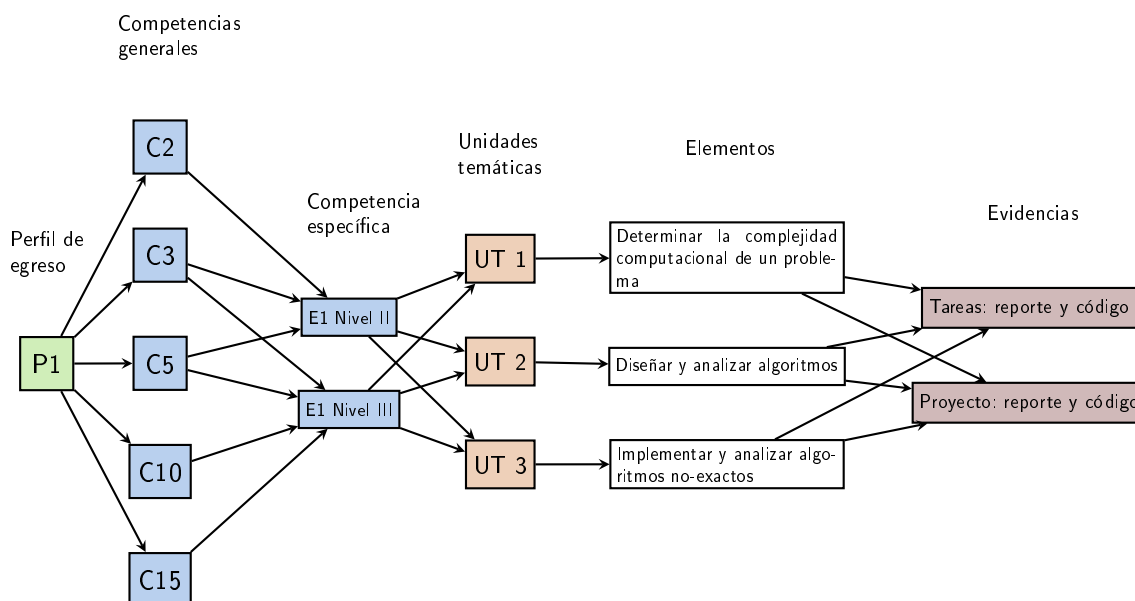 Competencias
generales
Perfil de
egreso
P1
C2
C3
C5
C10
C15
Competencia
específica
E1 Nivel II
E1 Nivel III
Unidades
temáticas
UT 1
UT 2
UT 3
Elementos
Determinar la complejidad
computacional de un proble-
ma
Diseñar y analizar algoritmos
Implementar y analizar algo-
ritmos no-exactos
Evidencias
Tareas: reporte y código
Proyecto: reporte y código